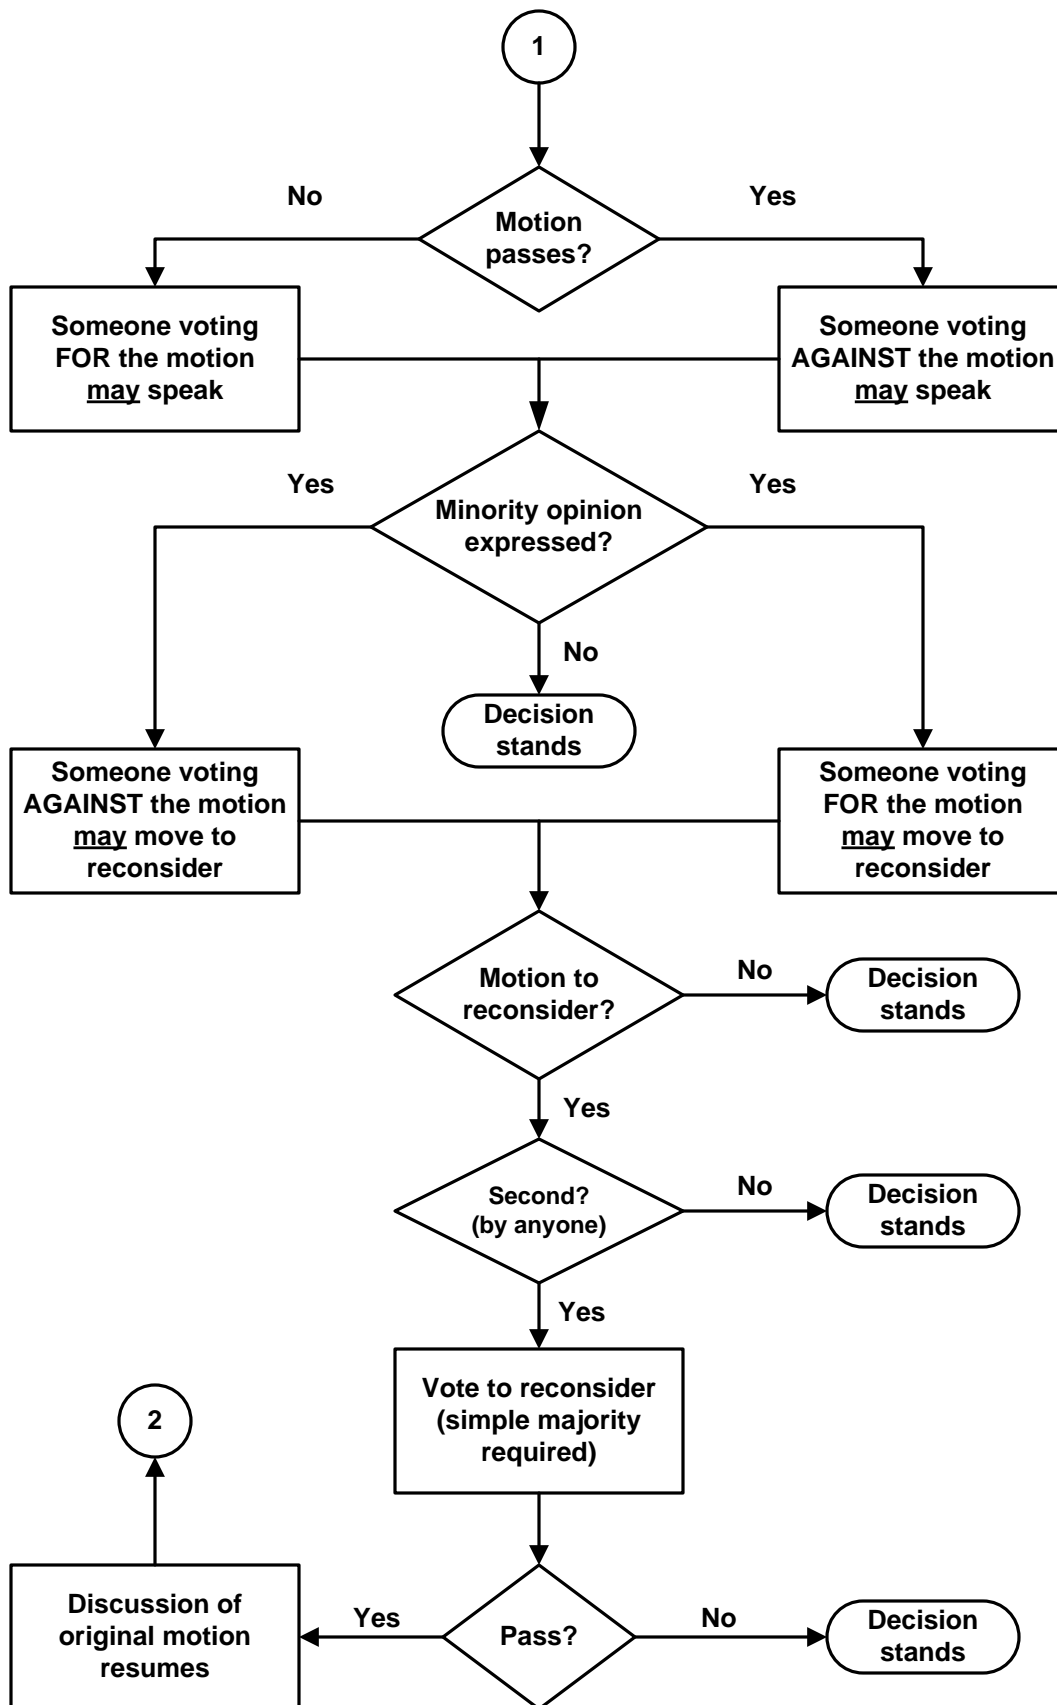 1
No
Yes
Motion
passes?
Someone voting
FOR the motion
may speak
Someone voting
AGAINST the motion
may speak
Yes
Yes
Minority opinion
expressed?
No
Decision
stands
Someone voting
AGAINST the motion
may move to
reconsider
Someone voting
FOR the motion
may move to
reconsider
Motion to
reconsider?
No
Decision
stands
Yes
Second?
(by anyone)
No
Decision
stands
Yes
Vote to reconsider
(simple majority
required)
2
Discussion of
original motion
resumes
Yes
Pass?
No
Decision
stands